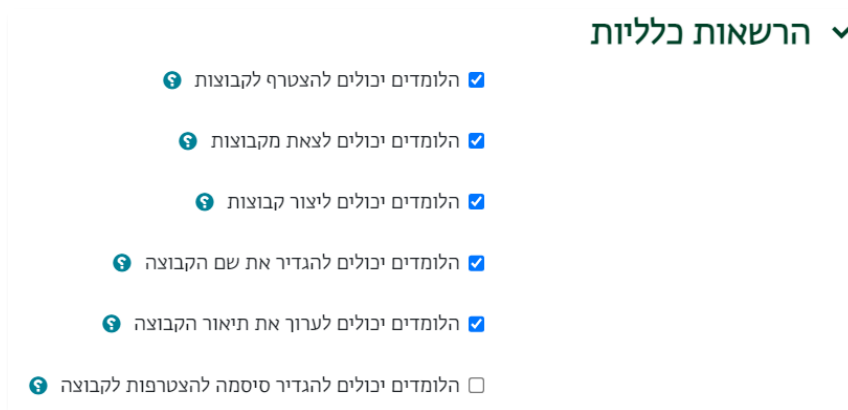 הרשאות כלליות
הלומדים יכולים להצטרף לקבוצות
הלומדים יכולים לצאת מקבוצות
הלומדים יכולים ליצור קבוצות
הלומדים יכולים להגדיר את שם הקבוצה
הלומדים יכולים לערוך את תיאור הקבוצה
הלומדים יכולים להגדיר סיסמה להצטרפות לקבוצה